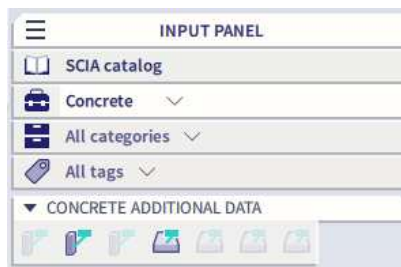 INPUT PANEL
SCIA catalog
Concrete
All categories
All tags
CONCRETE ADDITIONAL DATA